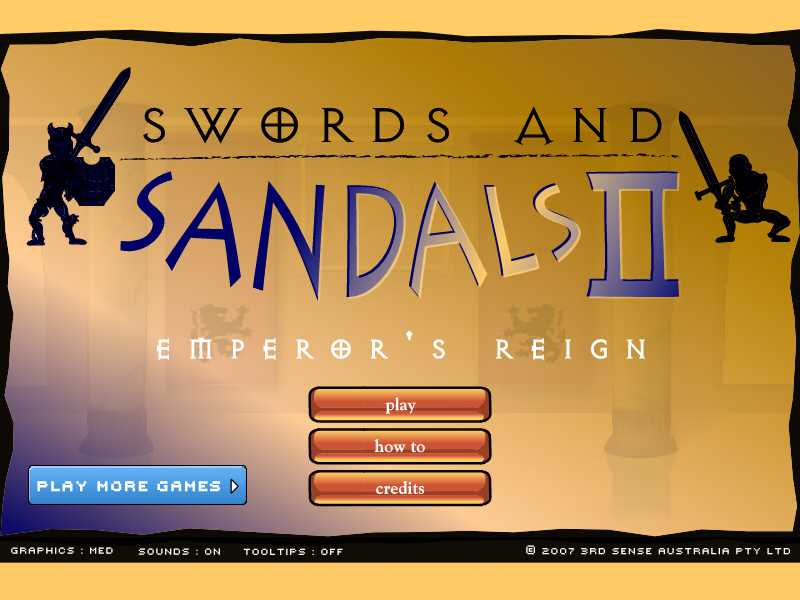 SWORDS AND
SANDALS II
EMPEROR'S REIGN
play
how to
credits
PLAY MORE GAMES
GRAPHICS : MED SOUNDS : ON TOOLTIPS : OFF © 2007 3RD SENSE AUSTRALIA PTY LTD